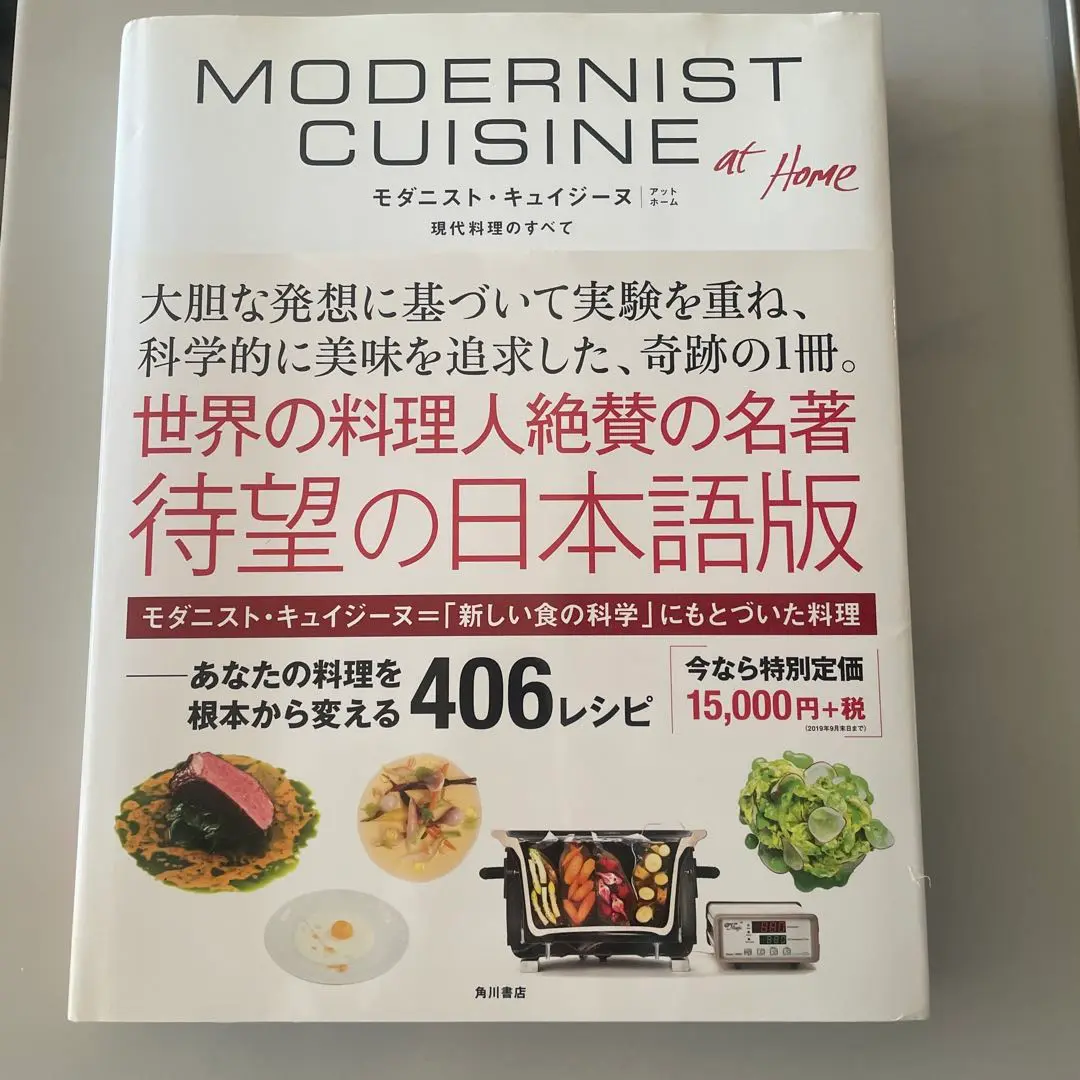 MODERNIST
CUISINE at Home
モダニスト・キュイジーヌ|アットホーム
現代料理のすべて
大胆な発想に基づいて実験を重ね、
科学的に美味を追求した、奇跡の1冊。
世界の料理人絶賛の名著
待望の日本語版
モダニスト・キュイジーヌ=「新しい食の科学」にもとづいた料理
——あなたの料理を
根本から変える 406レシピ
今なら特別定価
15,000円+税
(2019年9月末日まで)
角川書店